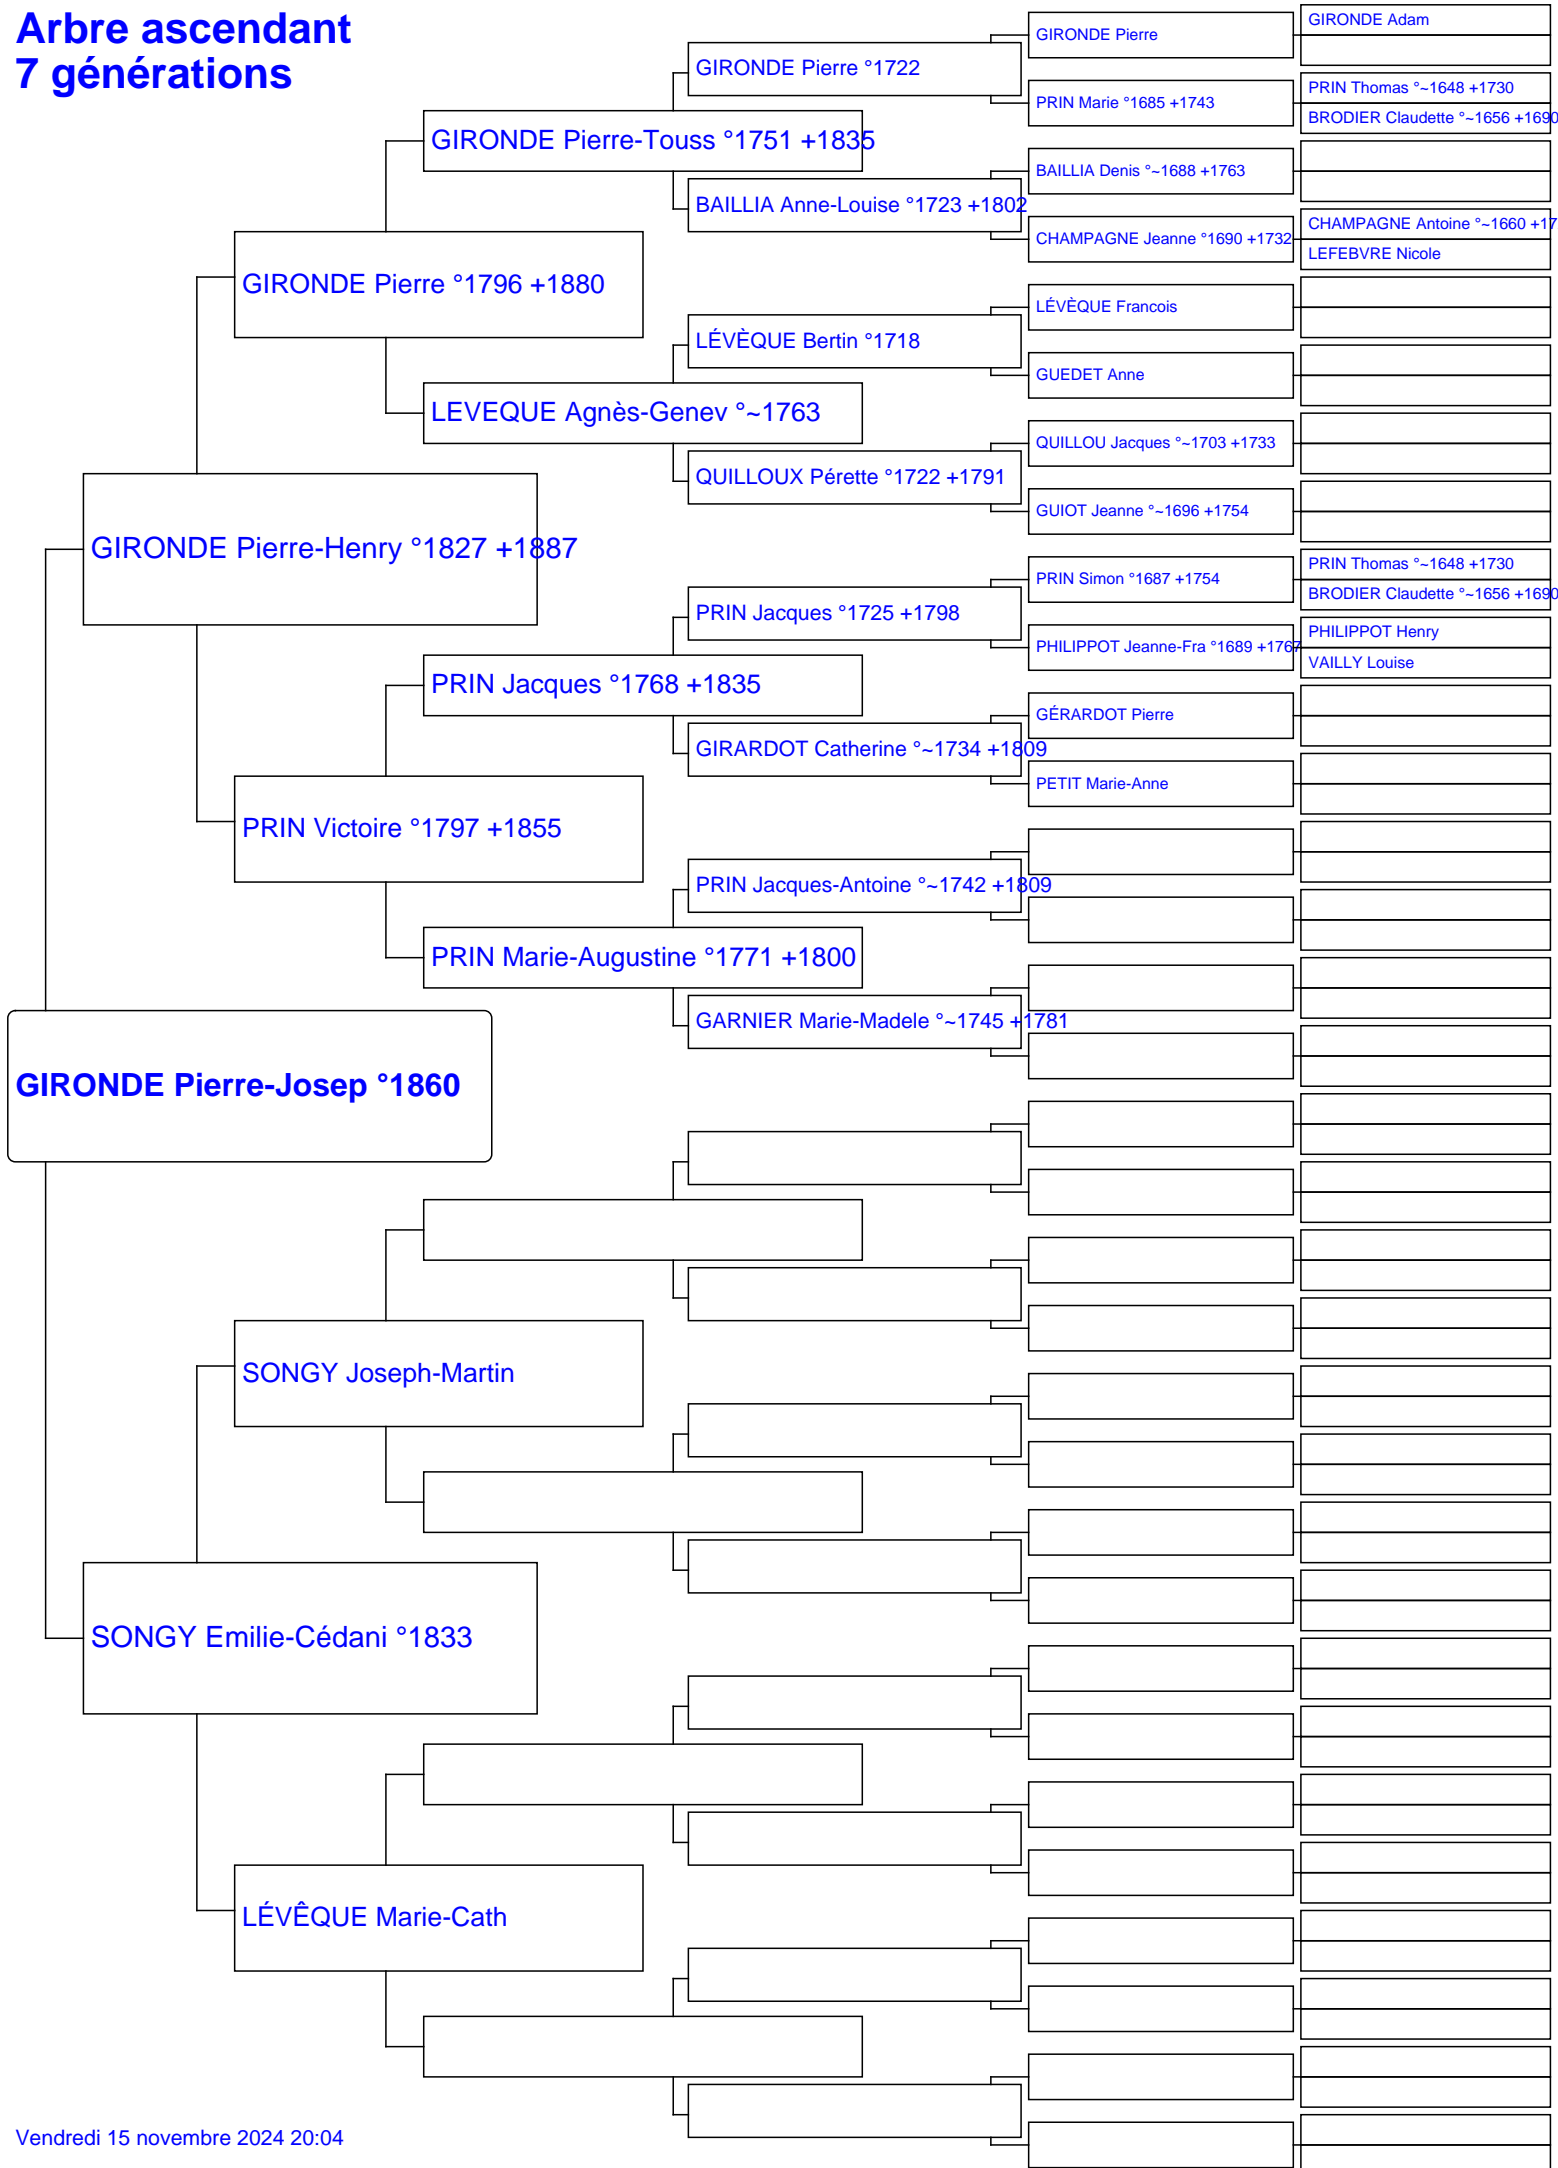 Arbre ascendant
7 générations
GIRONDE Pierre-Josep °1860
GIRONDE Pierre-Henry °1827 +1887
SONGY Emilie-Cédani °1833
GIRONDE Pierre °1796 +1880
PRIN Victoire °1797 +1855
SONGY Joseph-Martin
LÉVÊQUE Marie-Cath
GIRONDE Pierre-Touss °1751 +1835
LEVEQUE Agnès-Genev °~1763
PRIN Jacques °1768 +1835
PRIN Marie-Augustine °1771 +1800
GIRONDE Pierre °1722
BAILLIA Anne-Louise °1723 +1802
LÉVÈQUE Bertin °1718
QUILLOUX Pérette °1722 +1791
PRIN Jacques °1725 +1798
GIRARDOT Catherine °~1734 +1809
PRIN Jacques-Antoine °~1742 +1809
GARNIER Marie-Madele °~1745 +1781
GIRONDE Pierre
PRIN Marie °1685 +1743
BAILLIA Denis °~1688 +1763
CHAMPAGNE Jeanne °1690 +1732
LÉVÈQUE Francois
GUEDET Anne
QUILLOU Jacques °~1703 +1733
GUIOT Jeanne °~1696 +1754
PRIN Simon °1687 +1754
PHILIPPOT Jeanne-Fra °1689 +1767
GÉRARDOT Pierre
PETIT Marie-Anne
GIRONDE Adam
PRIN Thomas °~1648 +1730
BRODIER Claudette °~1656 +1690
CHAMPAGNE Antoine °~1660 +17
LEFEBVRE Nicole
PRIN Thomas °~1648 +1730
BRODIER Claudette °~1656 +1690
PHILIPPOT Henry
VAILLY Louise
Vendredi 15 novembre 2024 20:04